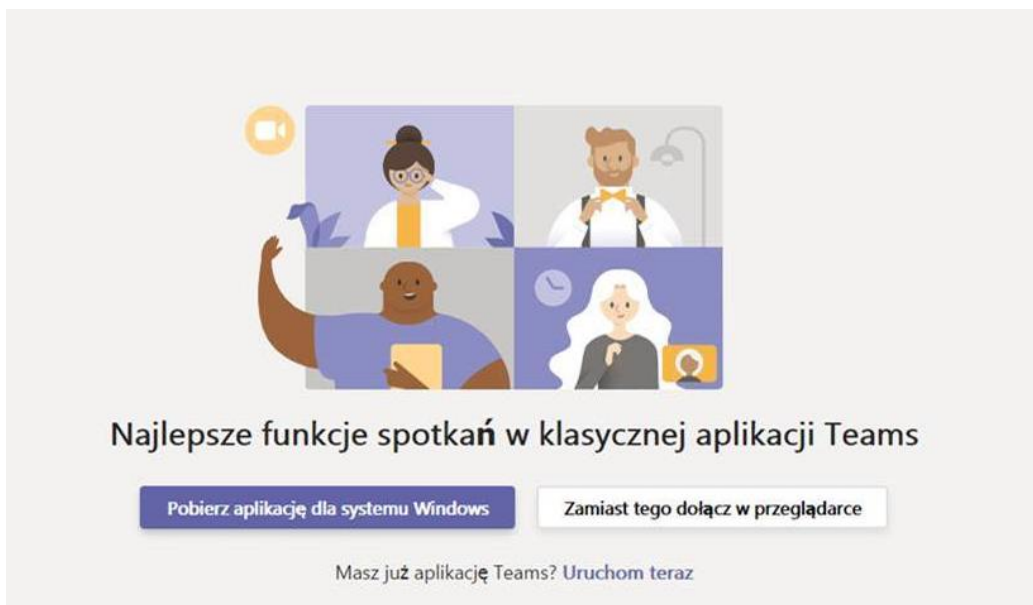 Najlepsze funkcje spotkań w klasycznej aplikacji Teams
Pobierz aplikację dla systemu Windows
Zamiast tego dołącz w przeglądarce
Masz już aplikację Teams? Uruchom teraz